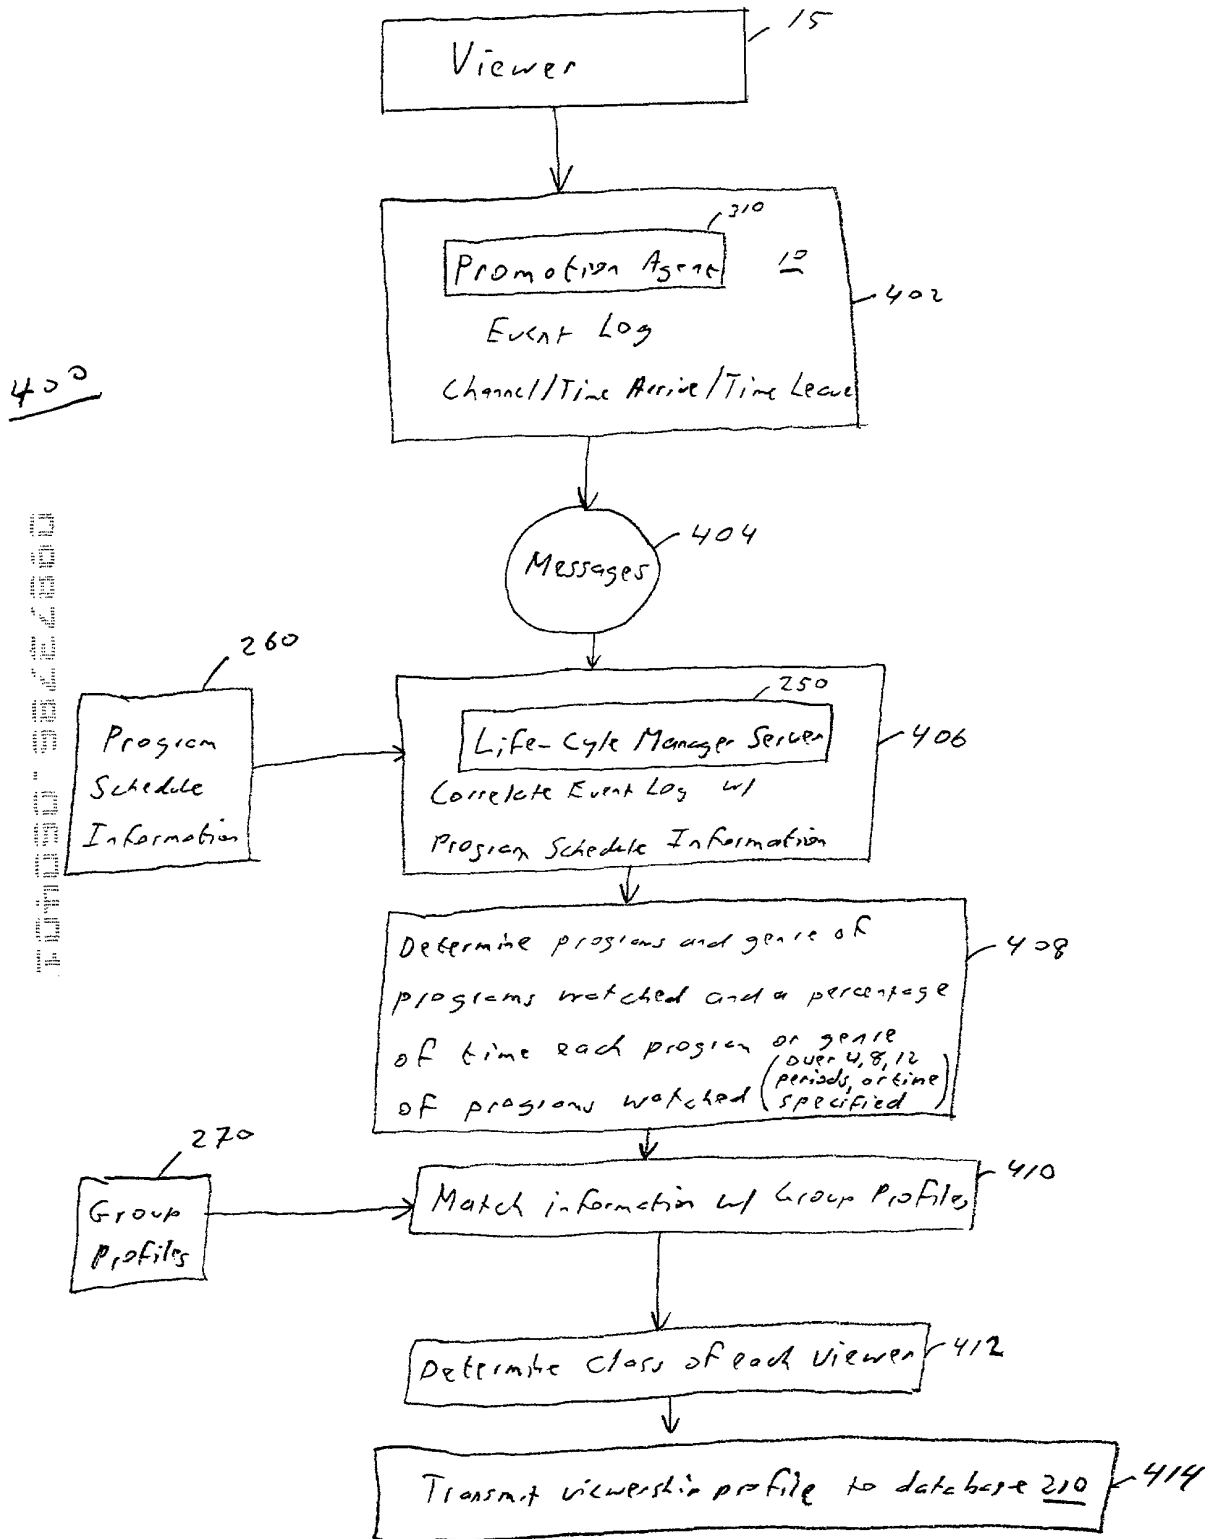 15
Viewer
310
Promotion Agent
10
402
Event Log
Channel/Time Arrive/Time Leave
400
404
Messages
260
Program
Schedule
Information
250
Life-Cyle Manager Server
406
Correlate Event Log w/
Program Schedule Information
408
Determine programs and genre of
programs watched and a percentage
of time each program or genre
of programs watched (over 4, 8, 12
periods, or time
specified)
270
Group
Profiles
410
Match information w/ Group Profiles
Determine class of each viewer
412
Transmit viewership profile to database 210
414